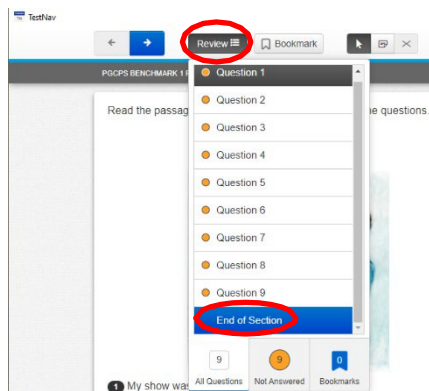 TestNav
Review
Bookmark
PGCPS BENCHMARK 1
Question 1
Read the passag
e questions
Question 2
Question 3
Question 4
Question 5
Question 6
Question 7
Question 8
Question 9
End of Section
9
9
0
All Questions
Not Answered
Bookmarks
1 My show was